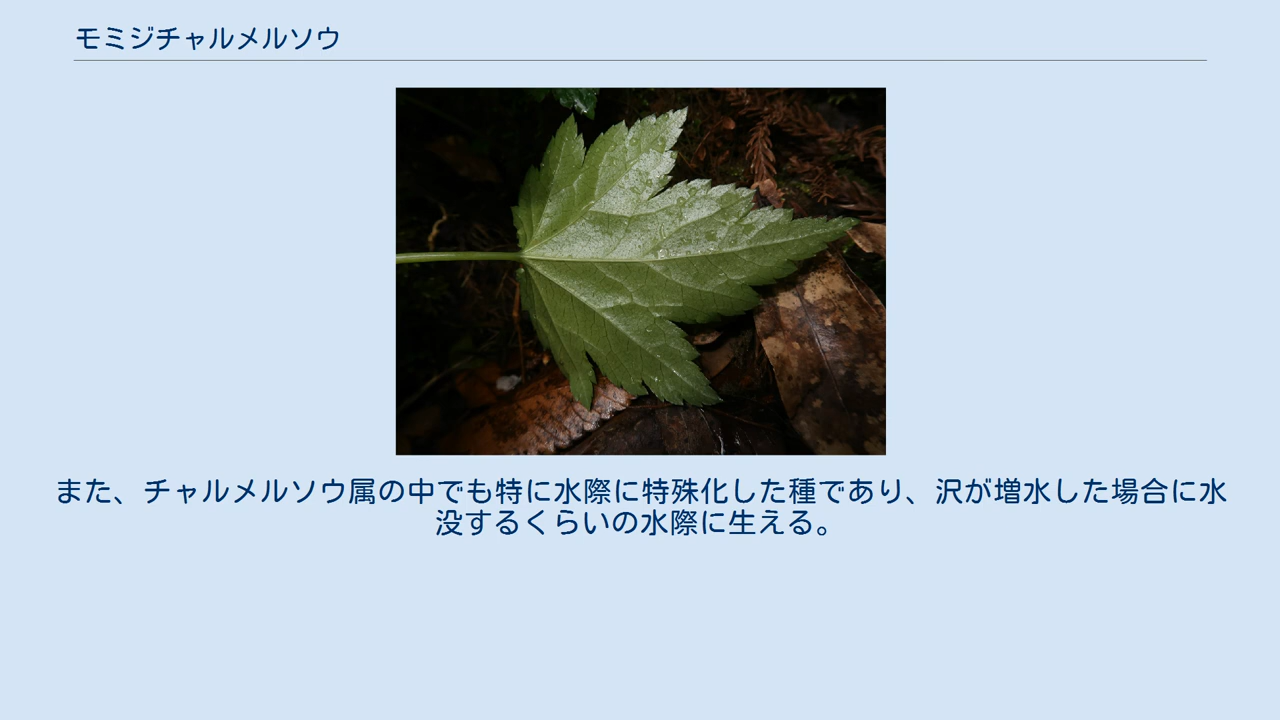 モミジチャルメルソウ
また、チャルメルソウ属の中でも特に水際に特殊化した種であり、沢が増水した場合に水
没するくらいの水際に生える。